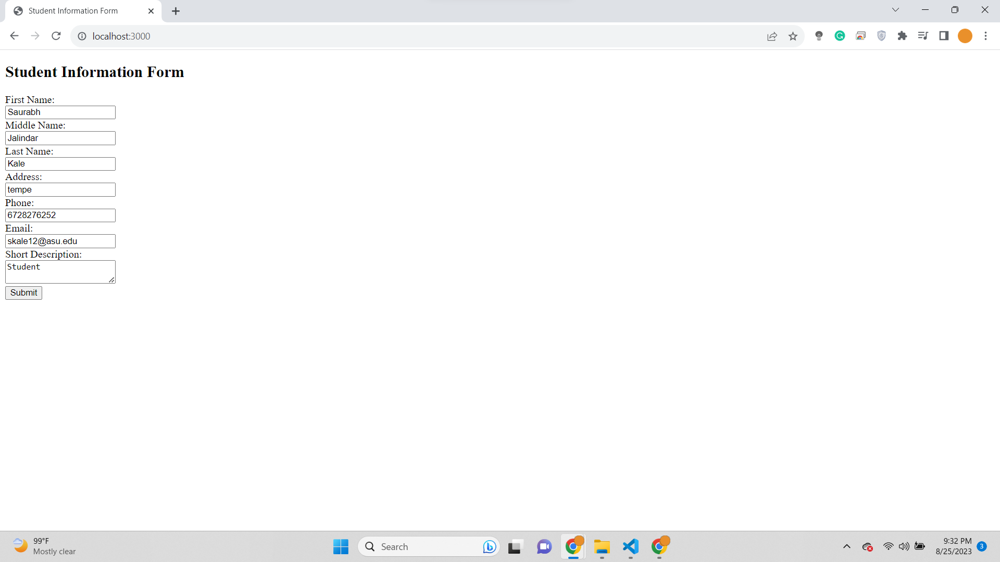 Student Information Form
localhost:3000
Student Information Form
First Name:
Saurabh
Middle Name:
Jalindar
Last Name:
Kale
Address:
tempe
Phone:
6728276252
Email:
skale12@asu.edu
Short Description:
Student
Submit
99°F
Mostly clear
Search
9:32 PM
8/25/2023
3